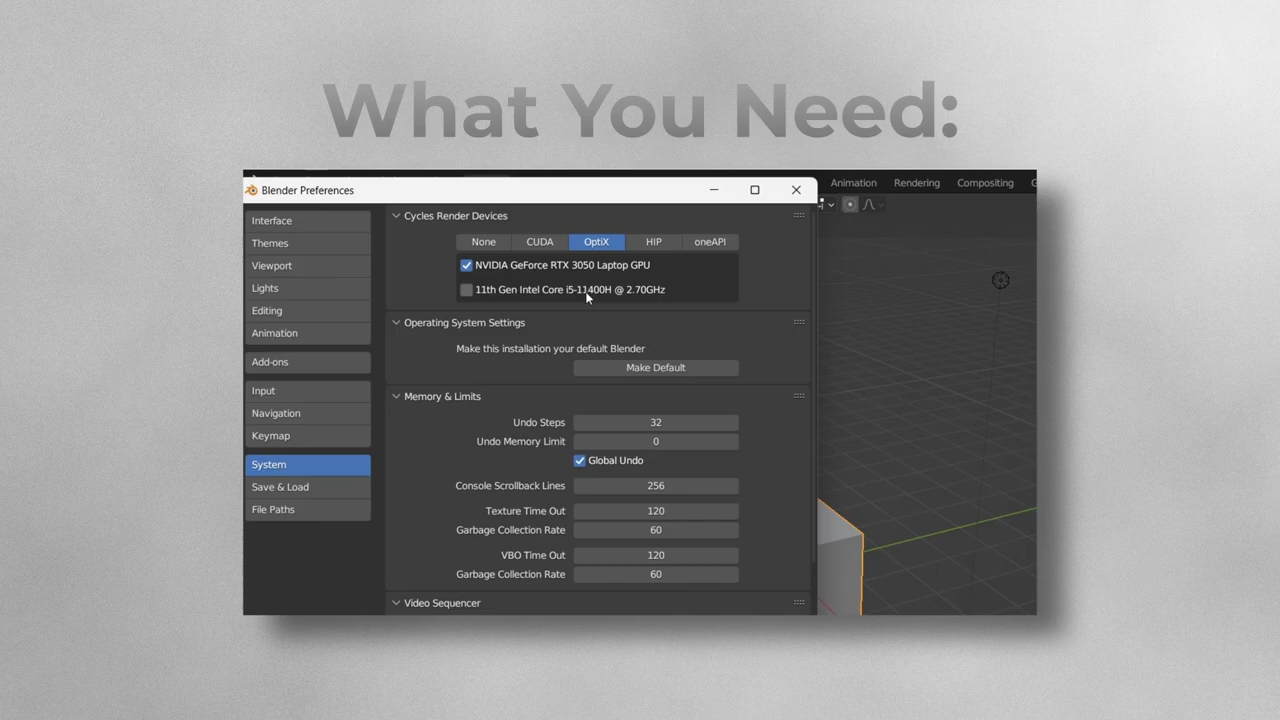 What You Need:
Blender Preferences
Animation Rendering Compositing G
Interface
Themes
Viewport
Lights
Editing
Animation
Add-ons
Input
Navigation
Keymap
System
Save & Load
File Paths
Cycles Render Devices
None CUDA OptiX HIP oneAPI
NVIDIA GeForce RTX 3050 Laptop GPU
11th Gen Intel Core i5-11400H @ 2.70GHz
Operating System Settings
Make this installation your default Blender
Make Default
Memory & Limits
Undo Steps 32
Undo Memory Limit 0
Global Undo
Console Scrollback Lines 256
Texture Time Out 120
Garbage Collection Rate 60
VBO Time Out 120
Garbage Collection Rate 60
Video Sequencer